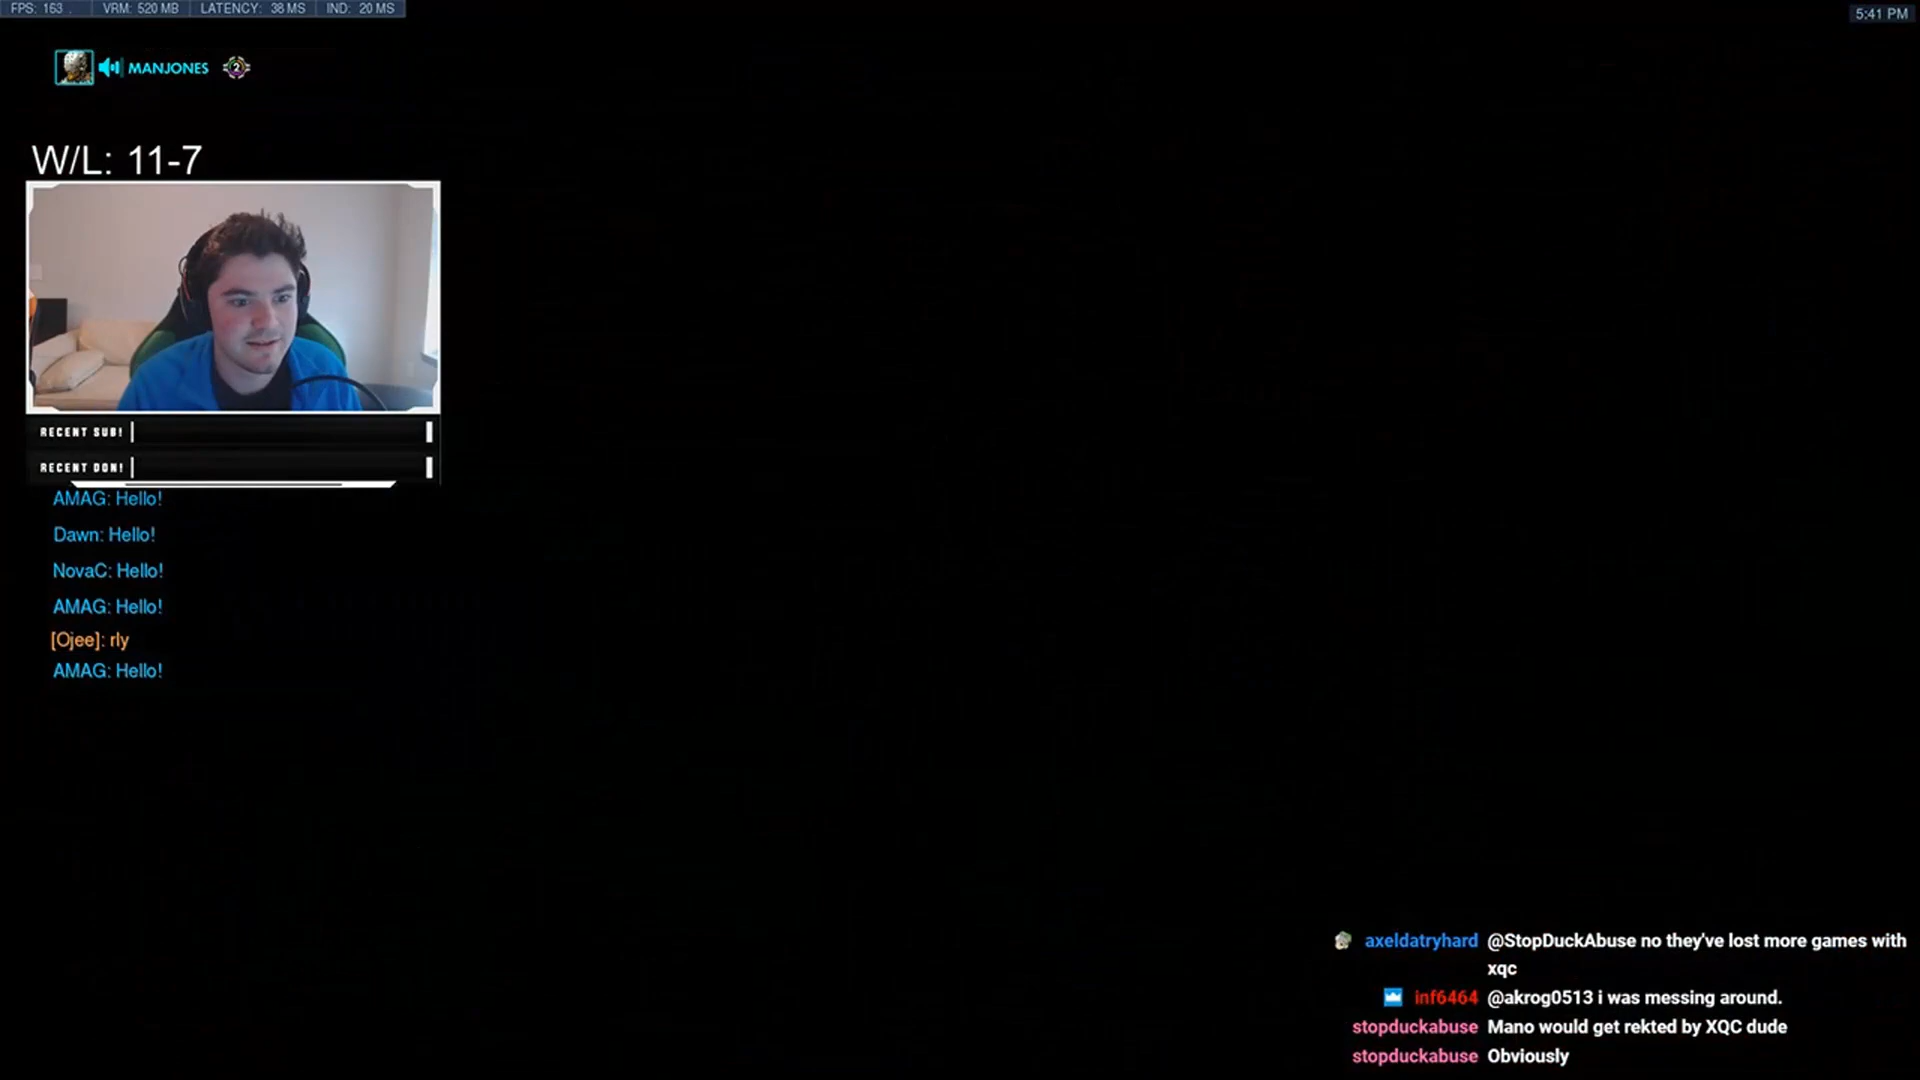 FPS: 163 . VRM: 520 MB LATENCY: 38 MS IND: 20 MS
5:41 PM
MANJONES 2
W/L: 11-7
RECENT SUB!
RECENT DON!
AMAG: Hello!
Dawn: Hello!
NovaC: Hello!
AMAG: Hello!
[Ojee]: rly
AMAG: Hello!
axeldatryhard @StopDuckAbuse no they've lost more games with
xqc
inf6464 @akrog0513 i was messing around.
stopduckabuse Mano would get rekted by XQC dude
stopduckabuse Obviously